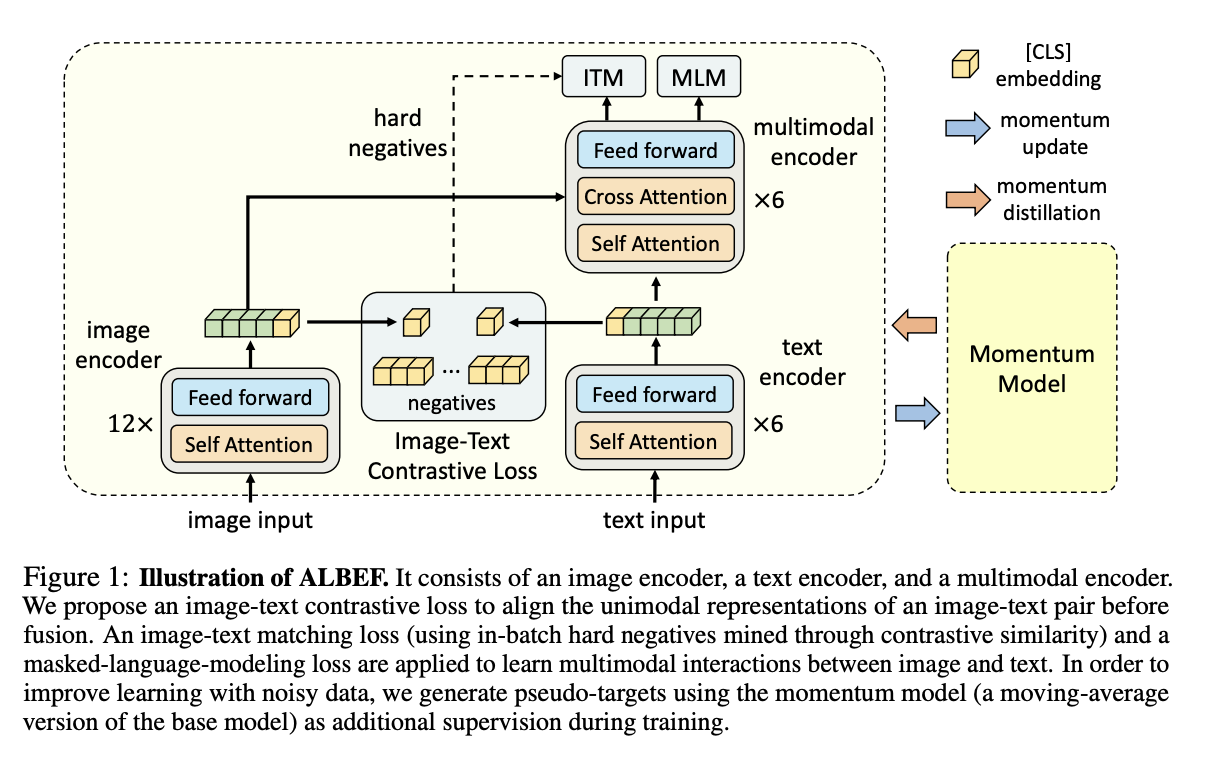 ITM
MLM
hard
negatives
Feed forward
Cross Attention
Self Attention
multimodal
encoder
×6
[CLS]
embedding
momentum
update
momentum
distillation
image
encoder
12×
Feed forward
Self Attention
...
negatives
Image-Text
Contrastive Loss
Feed forward
Self Attention
text
encoder
×6
Momentum
Model
image input
text input
Figure 1: Illustration of ALBEF. It consists of an image encoder, a text encoder, and a multimodal encoder.
We propose an image-text contrastive loss to align the unimodal representations of an image-text pair before
fusion. An image-text matching loss (using in-batch hard negatives mined through contrastive similarity) and a
masked-language-modeling loss are applied to learn multimodal interactions between image and text. In order to
improve learning with noisy data, we generate pseudo-targets using the momentum model (a moving-average
version of the base model) as additional supervision during training.